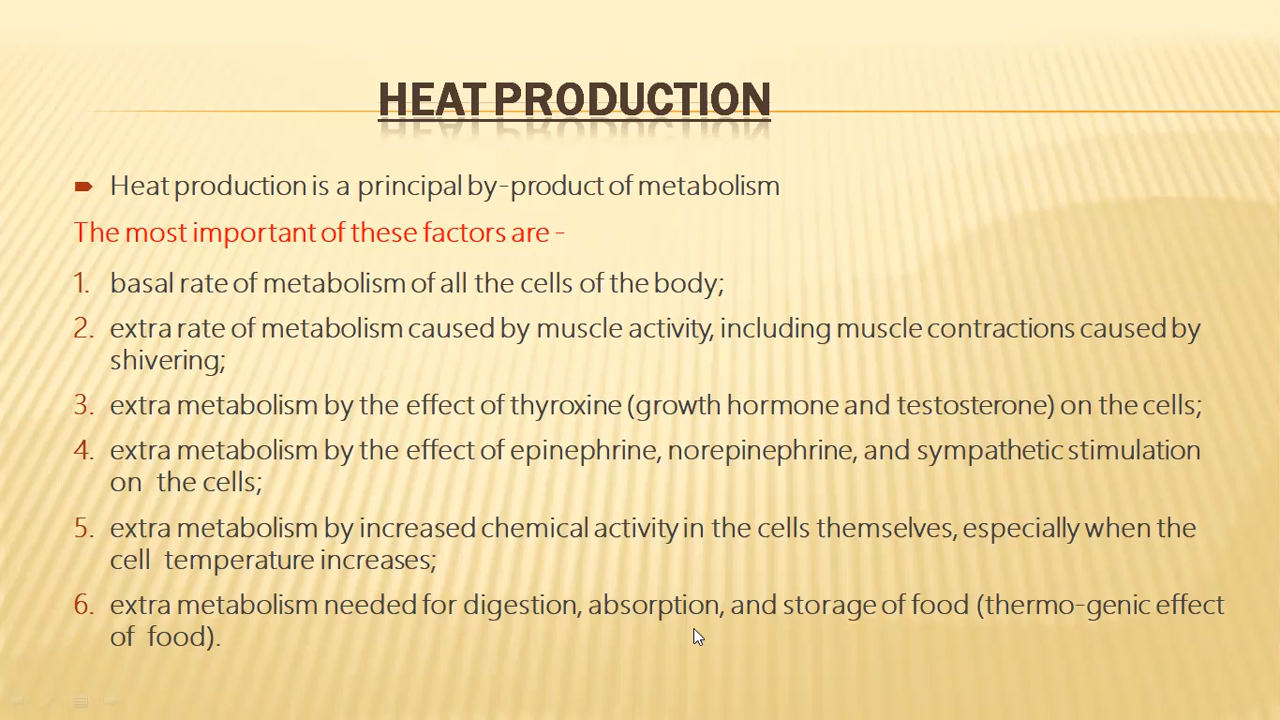 HEAT PRODUCTION
Heat production is a principal by-product of metabolism
The most important of these factors are -
1. basal rate of metabolism of all the cells of the body;
2. extra rate of metabolism caused by muscle activity, including muscle contractions caused by
shivering;
3. extra metabolism by the effect of thyroxine (growth hormone and testosterone) on the cells;
4. extra metabolism by the effect of epinephrine, norepinephrine, and sympathetic stimulation
on the cells;
5. extra metabolism by increased chemical activity in the cells themselves, especially when the
cell temperature increases;
6. extra metabolism needed for digestion, absorption, and storage of food (thermo-genic effect
of food).